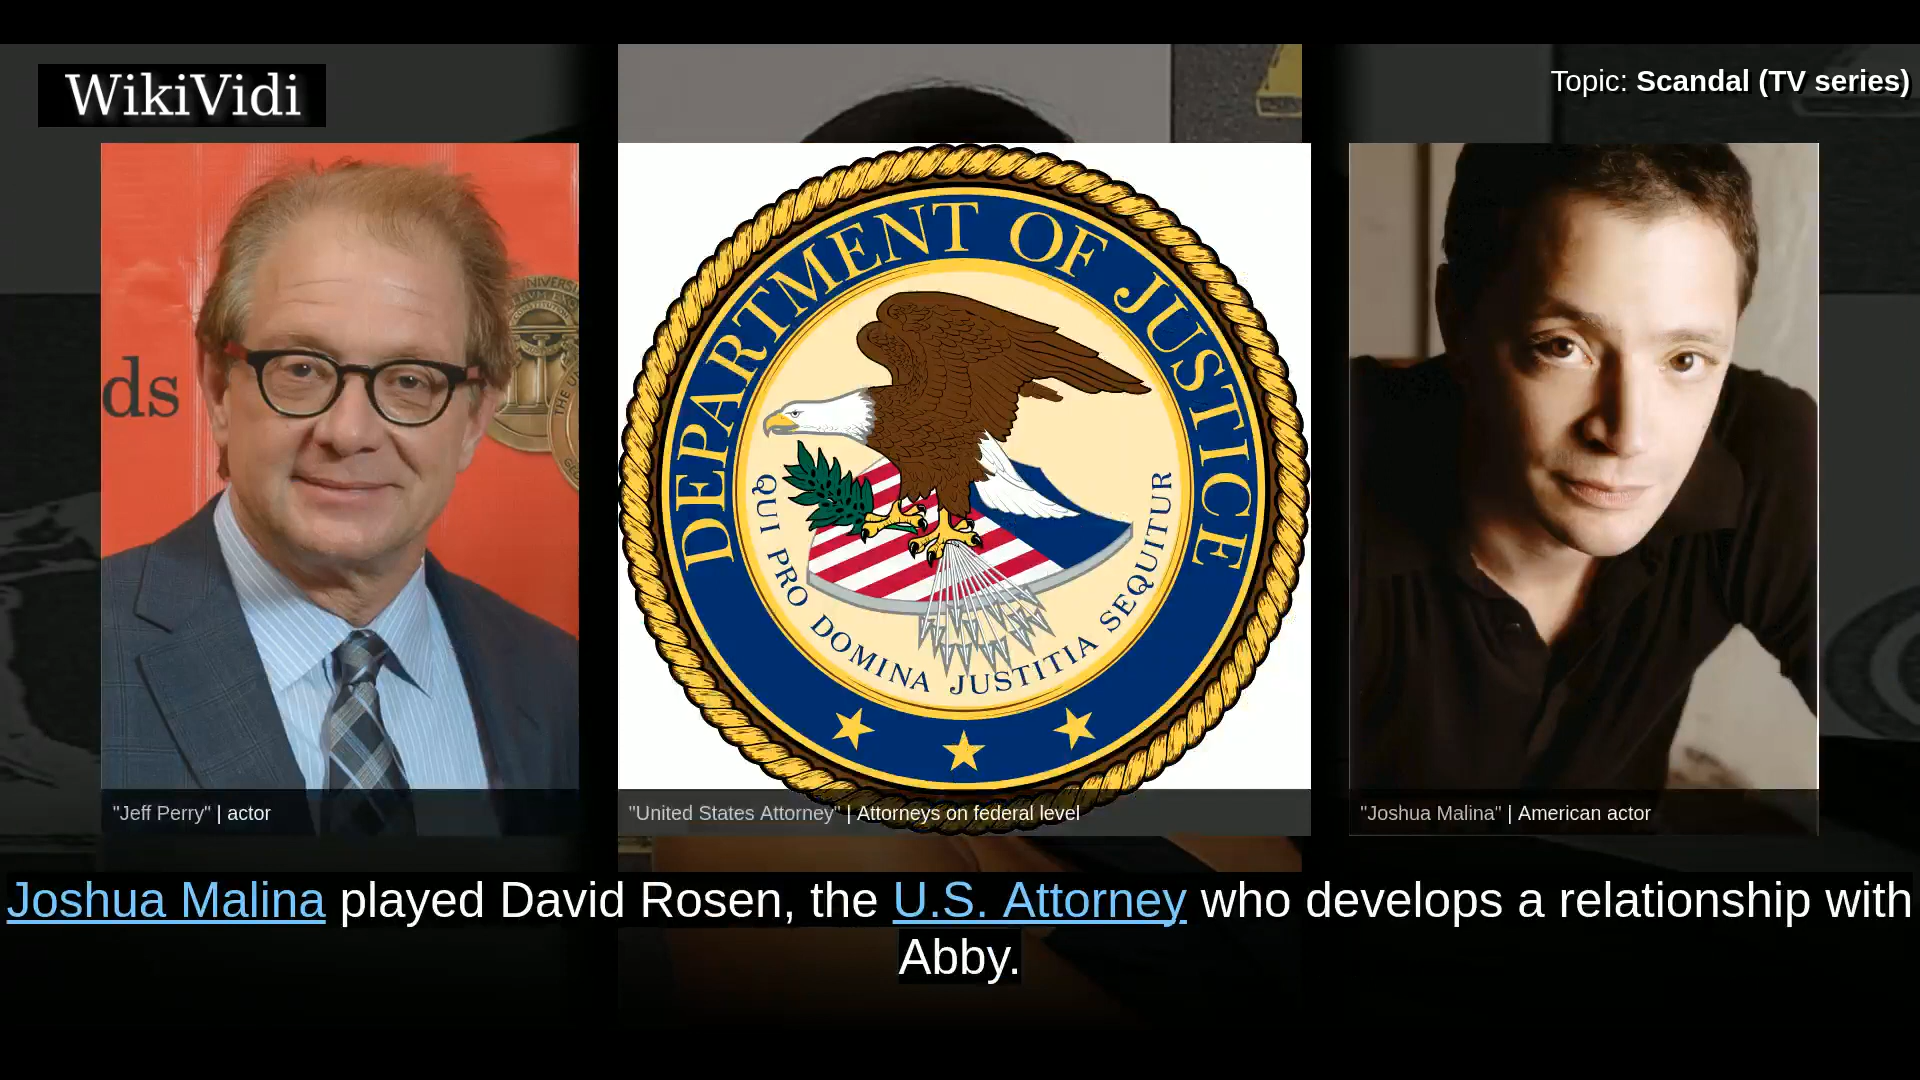 WikiVidi
Topic: Scandal (TV series)
ds
DEPARTMENT OF JUSTICE
QUI PRO DOMINA JUSTITIA SEQUITUR
"Jeff Perry" | actor
"United States Attorney" | Attorneys on federal level
"Joshua Malina" | American actor
Joshua Malina played David Rosen, the U.S. Attorney who develops a relationship with
Abby.